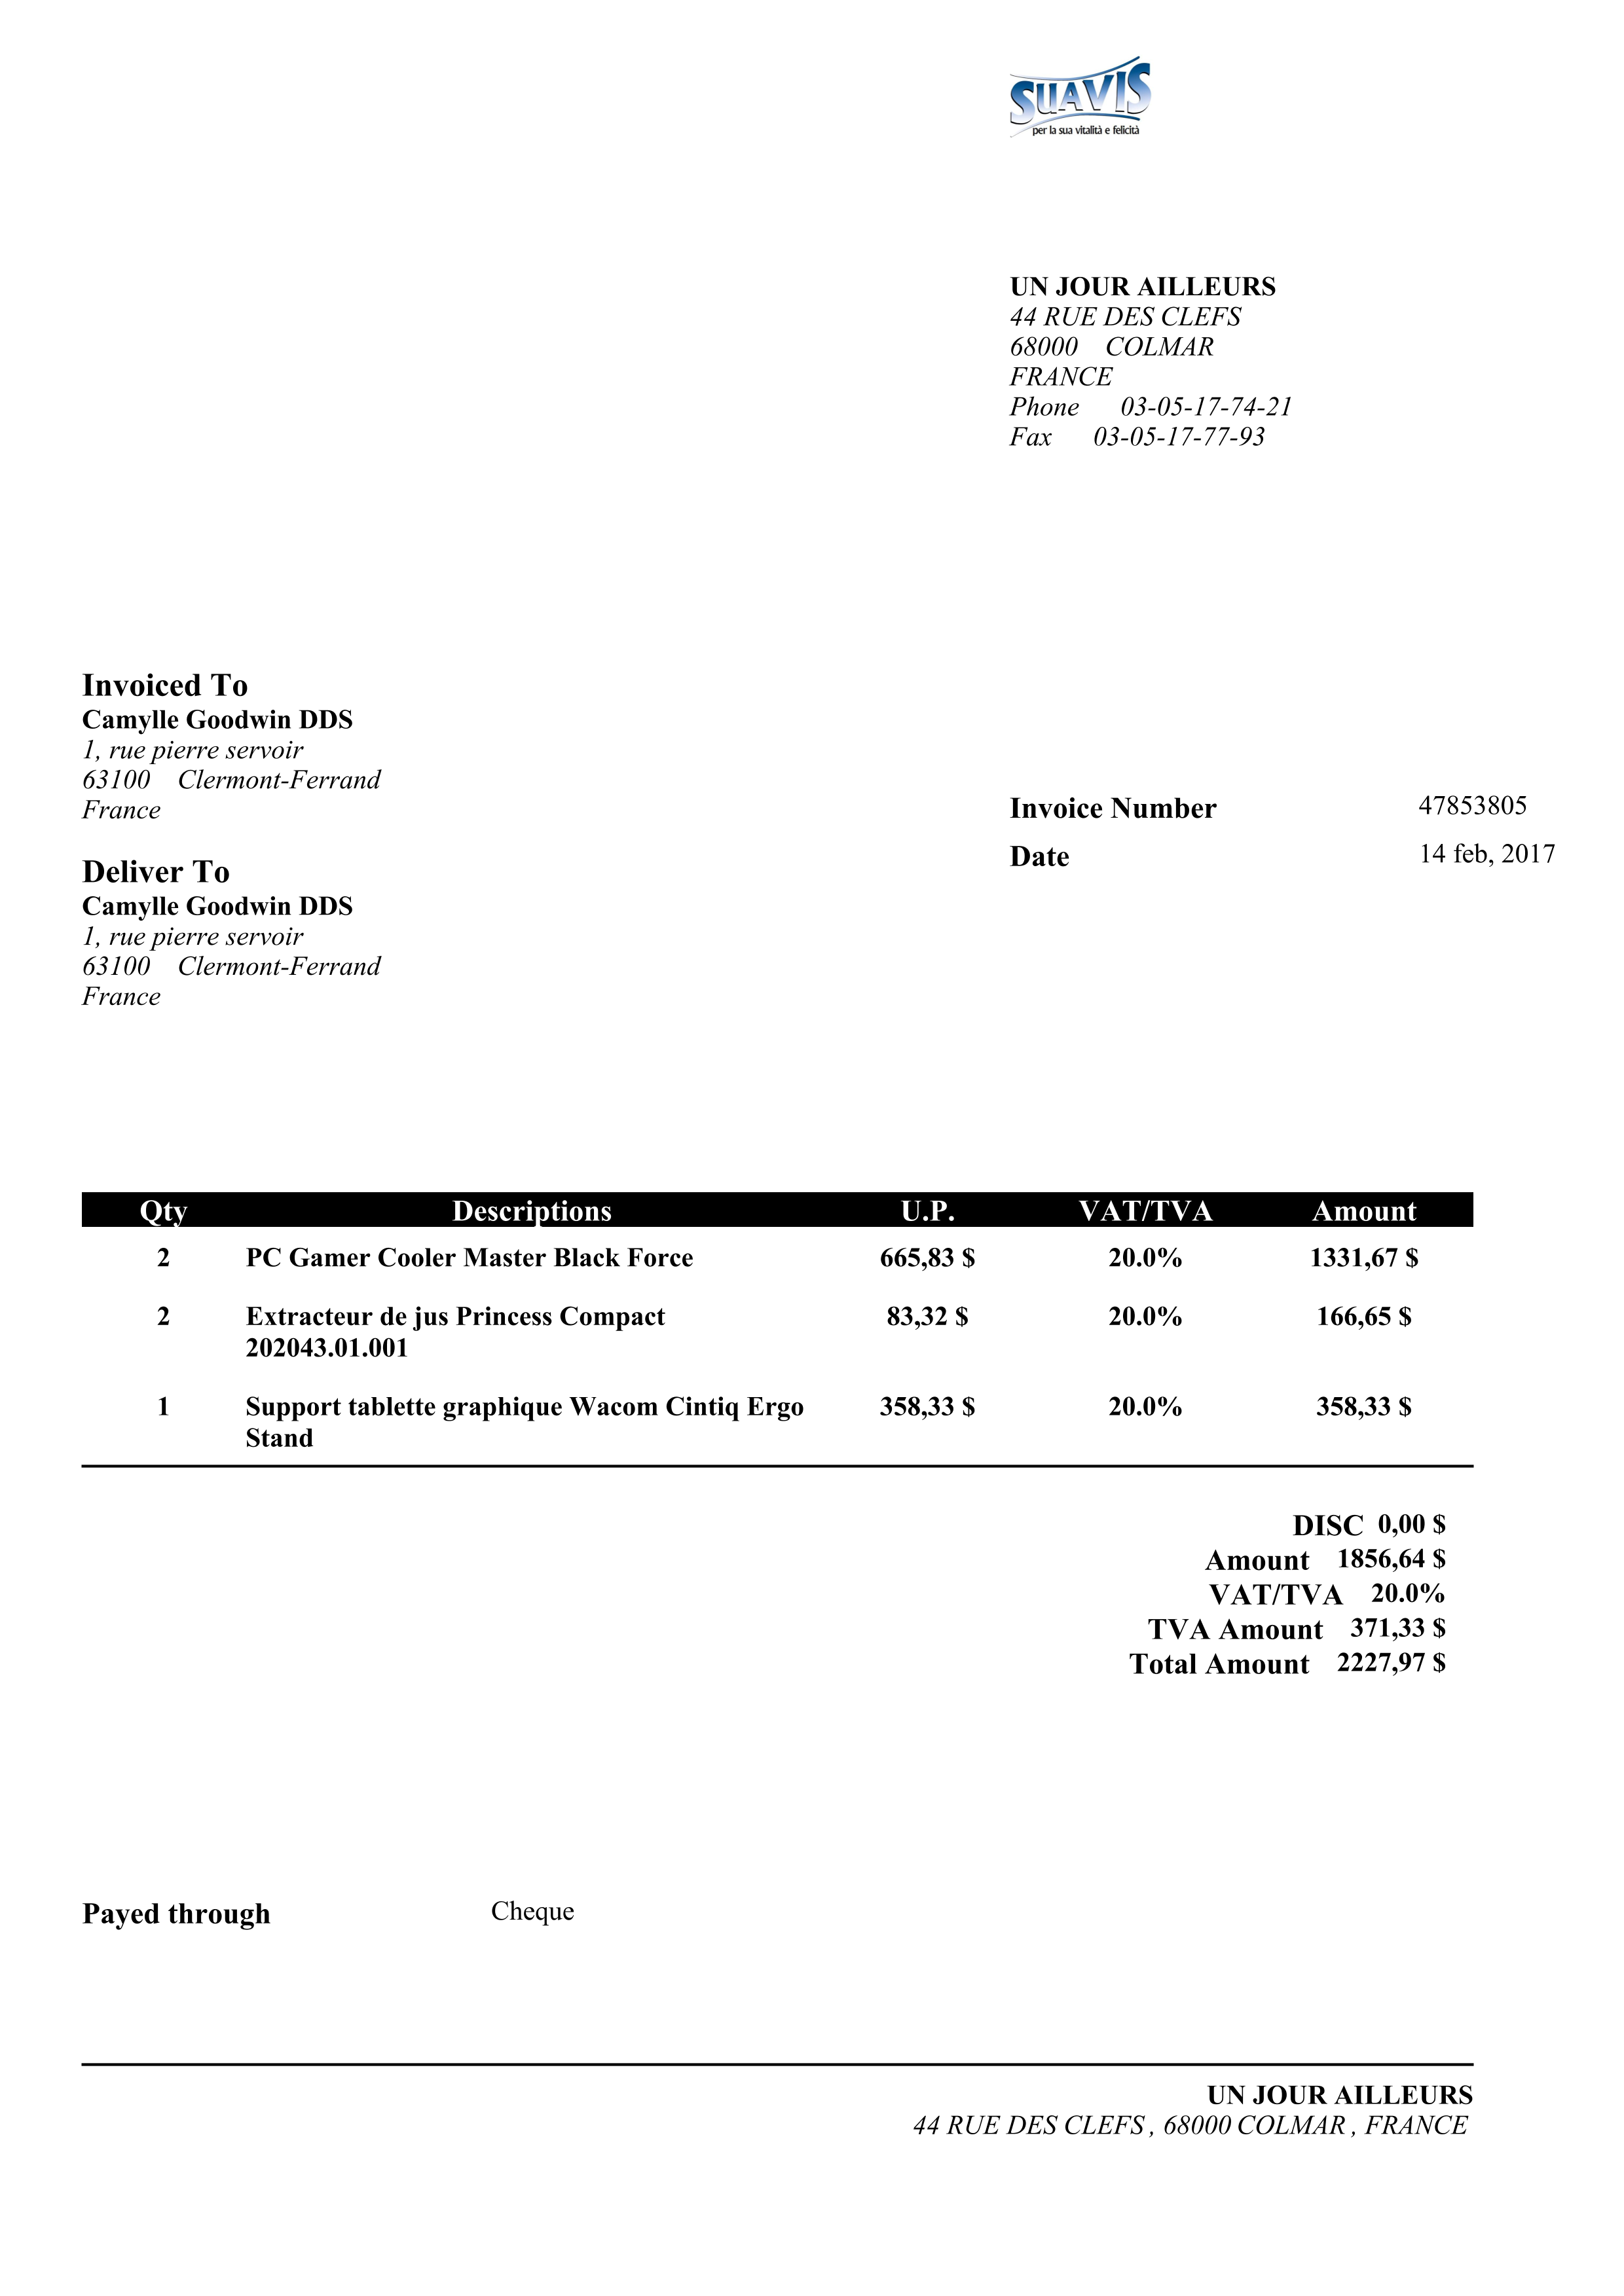 SUAVIS
per la sua vitalità e felicità
UN JOUR AILLEURS
44 RUE DES CLEFS
68000 COLMAR
FRANCE
Phone 03-05-17-74-21
Fax 03-05-17-77-93
Invoiced To
Camylle Goodwin DDS
1, rue pierre servoir
63100 Clermont-Ferrand
France
Invoice Number 47853805
Date 14 feb, 2017
Deliver To
Camylle Goodwin DDS
1, rue pierre servoir
63100 Clermont-Ferrand
France
Qty Descriptions U.P. VAT/TVA Amount
2 PC Gamer Cooler Master Black Force 665,83 $ 20.0% 1331,67 $
2 Extracteur de jus Princess Compact 83,32 $ 20.0% 166,65 $
202043.01.001
1 Support tablette graphique Wacom Cintiq Ergo 358,33 $ 20.0% 358,33 $
Stand
DISC 0,00 $
Amount 1856,64 $
VAT/TVA 20.0%
TVA Amount 371,33 $
Total Amount 2227,97 $
Payed through Cheque
UN JOUR AILLEURS
44 RUE DES CLEFS , 68000 COLMAR , FRANCE